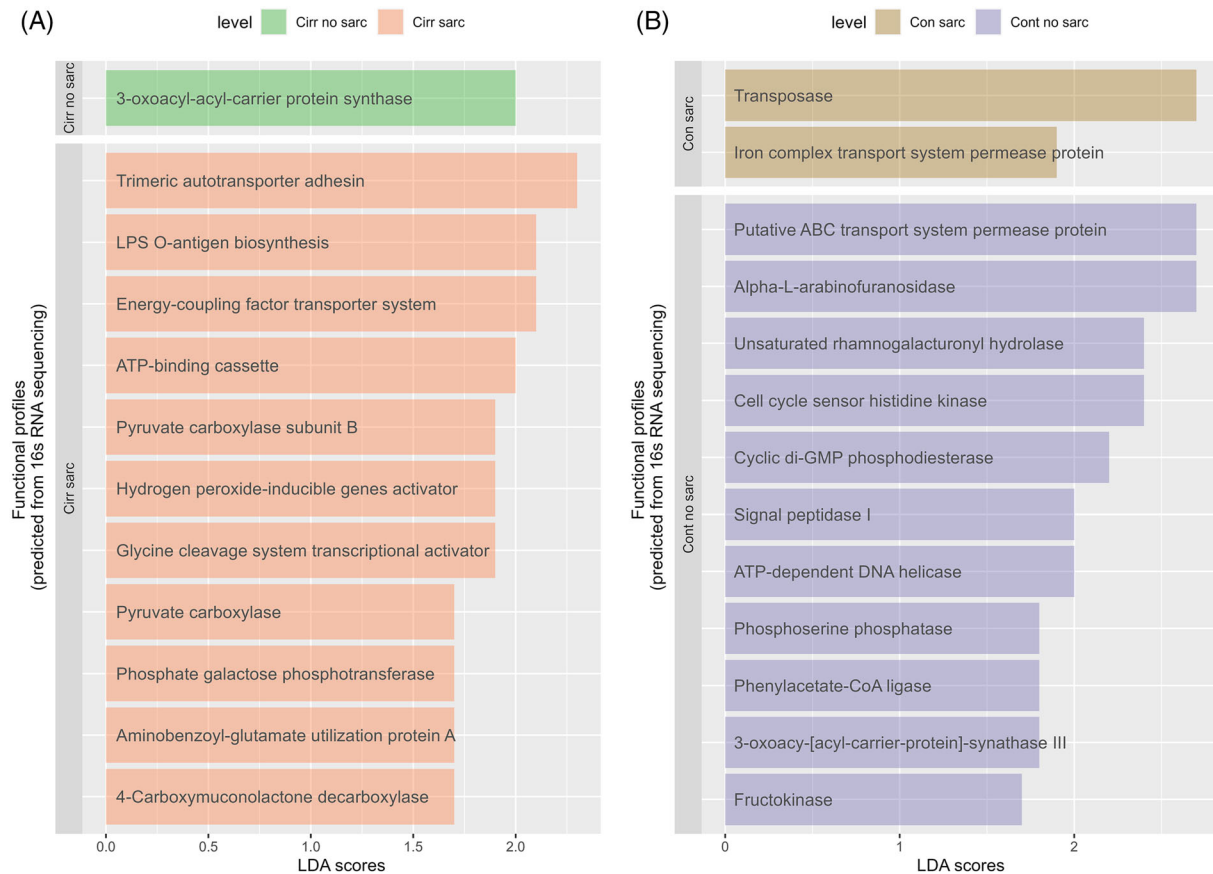 (A)
level Cirr no sarc Cirr sarc
Cirr no sarc
3-oxoacyl-acyl-carrier protein synthase
Functional profiles
(predicted from 16s RNA sequencing)
Cirr sarc
Trimeric autotransporter adhesin
LPS O-antigen biosynthesis
Energy-coupling factor transporter system
ATP-binding cassette
Pyruvate carboxylase subunit B
Hydrogen peroxide-inducible genes activator
Glycine cleavage system transcriptional activator
Pyruvate carboxylase
Phosphate galactose phosphotransferase
Aminobenzoyl-glutamate utilization protein A
4-Carboxymuconolactone decarboxylase
0.0 0.5 1.0 1.5 2.0
LDA scores
(B)
level Con sarc Cont no sarc
Con sarc
Transposase
Iron complex transport system permease protein
Functional profiles
(predicted from 16s RNA sequencing)
Cont no sarc
Putative ABC transport system permease protein
Alpha-L-arabinofuranosidase
Unsaturated rhamnogalacturonyl hydrolase
Cell cycle sensor histidine kinase
Cyclic di-GMP phosphodiesterase
Signal peptidase I
ATP-dependent DNA helicase
Phosphoserine phosphatase
Phenylacetate-CoA ligase
3-oxoacy-[acyl-carrier-protein]-synathase III
Fructokinase
0 1 2
LDA scores